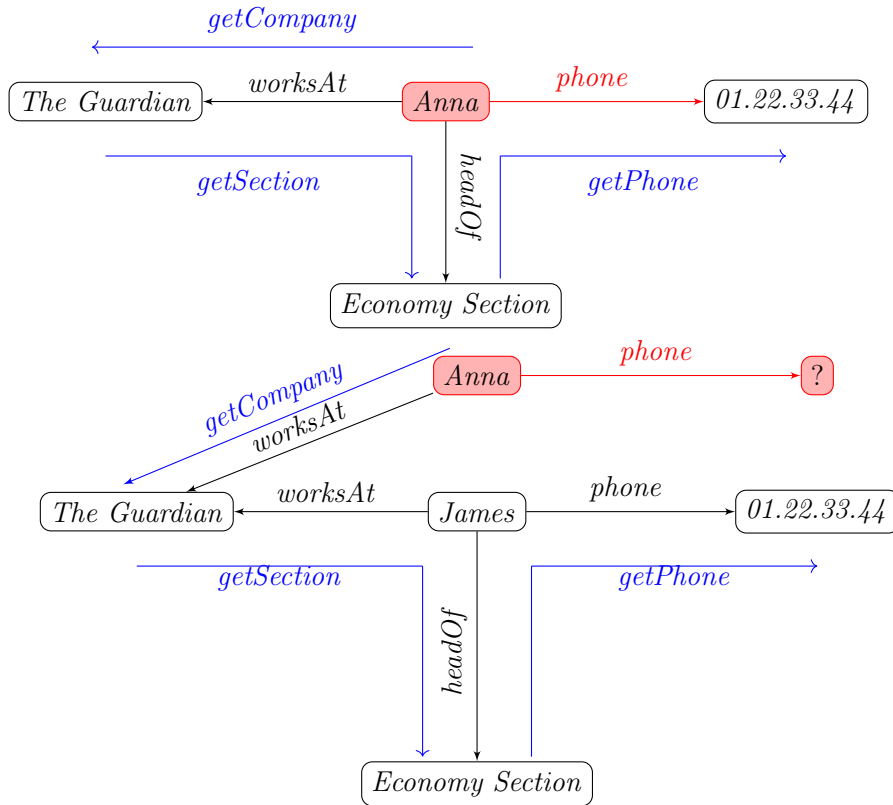 getCompany
The Guardian worksAt Anna phone 01.22.33.44
getSection headOf getPhone
Economy Section
getCompany worksAt Anna phone ?
The Guardian worksAt James phone 01.22.33.44
getSection headOf getPhone
Economy Section